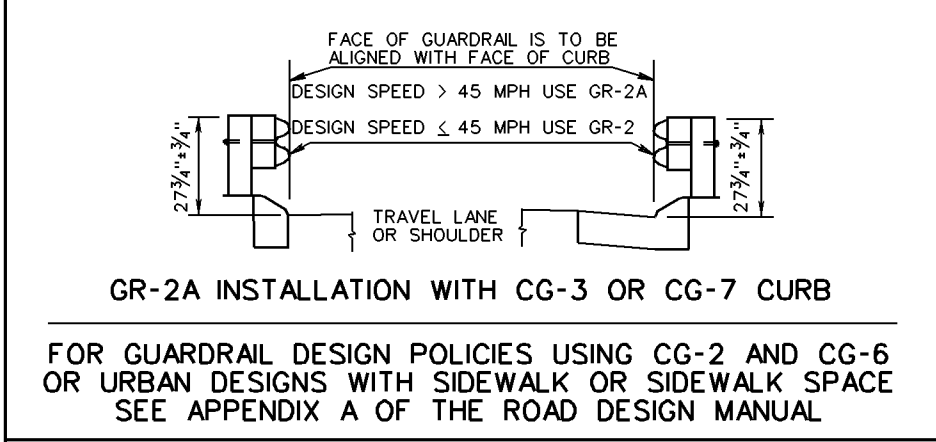 FACE OF GUARDRAIL IS TO BE
ALIGNED WITH FACE OF CURB
DESIGN SPEED > 45 MPH USE GR-2A
DESIGN SPEED ≤ 45 MPH USE GR-2
27¾"±¾"
27¾"±¾"
TRAVEL LANE
OR SHOULDER
GR-2A INSTALLATION WITH CG-3 OR CG-7 CURB
FOR GUARDRAIL DESIGN POLICIES USING CG-2 AND CG-6
OR URBAN DESIGNS WITH SIDEWALK OR SIDEWALK SPACE
SEE APPENDIX A OF THE ROAD DESIGN MANUAL